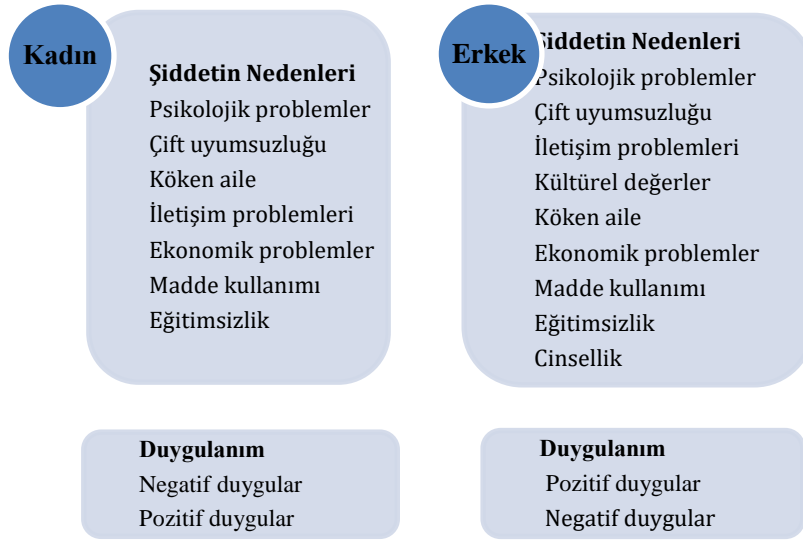 Kadın
Şiddetin Nedenleri
Psikolojik problemler
Çift uyumsuzluğu
Köken aile
İletişim problemleri
Ekonomik problemler
Madde kullanımı
Eğitimsizlik
Erkek
Şiddetin Nedenleri
Psikolojik problemler
Çift uyumsuzluğu
İletişim problemleri
Kültürel değerler
Köken aile
Ekonomik problemler
Madde kullanımı
Eğitimsizlik
Cinsellik
Duygulanım
Negatif duygular
Pozitif duygular
Duygulanım
Pozitif duygular
Negatif duygular